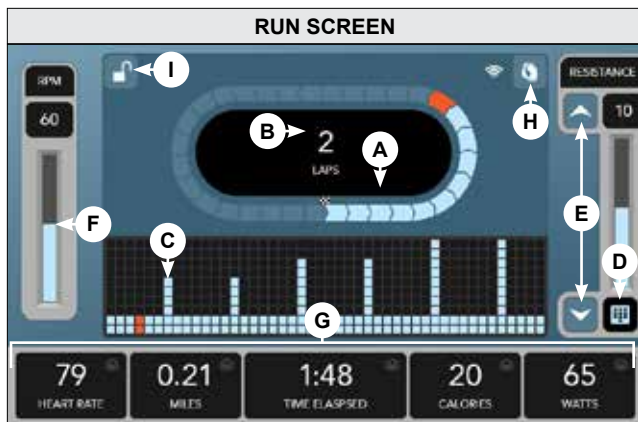 RUN SCREEN
I
RPM
60
B
2
LAPS
A
H
RESISTANCE
10
E
F
C
D
G
79
HEART RATE
0.21
MILES
1:48
TIME ELASPSED
20
CALORIES
65
WATTS